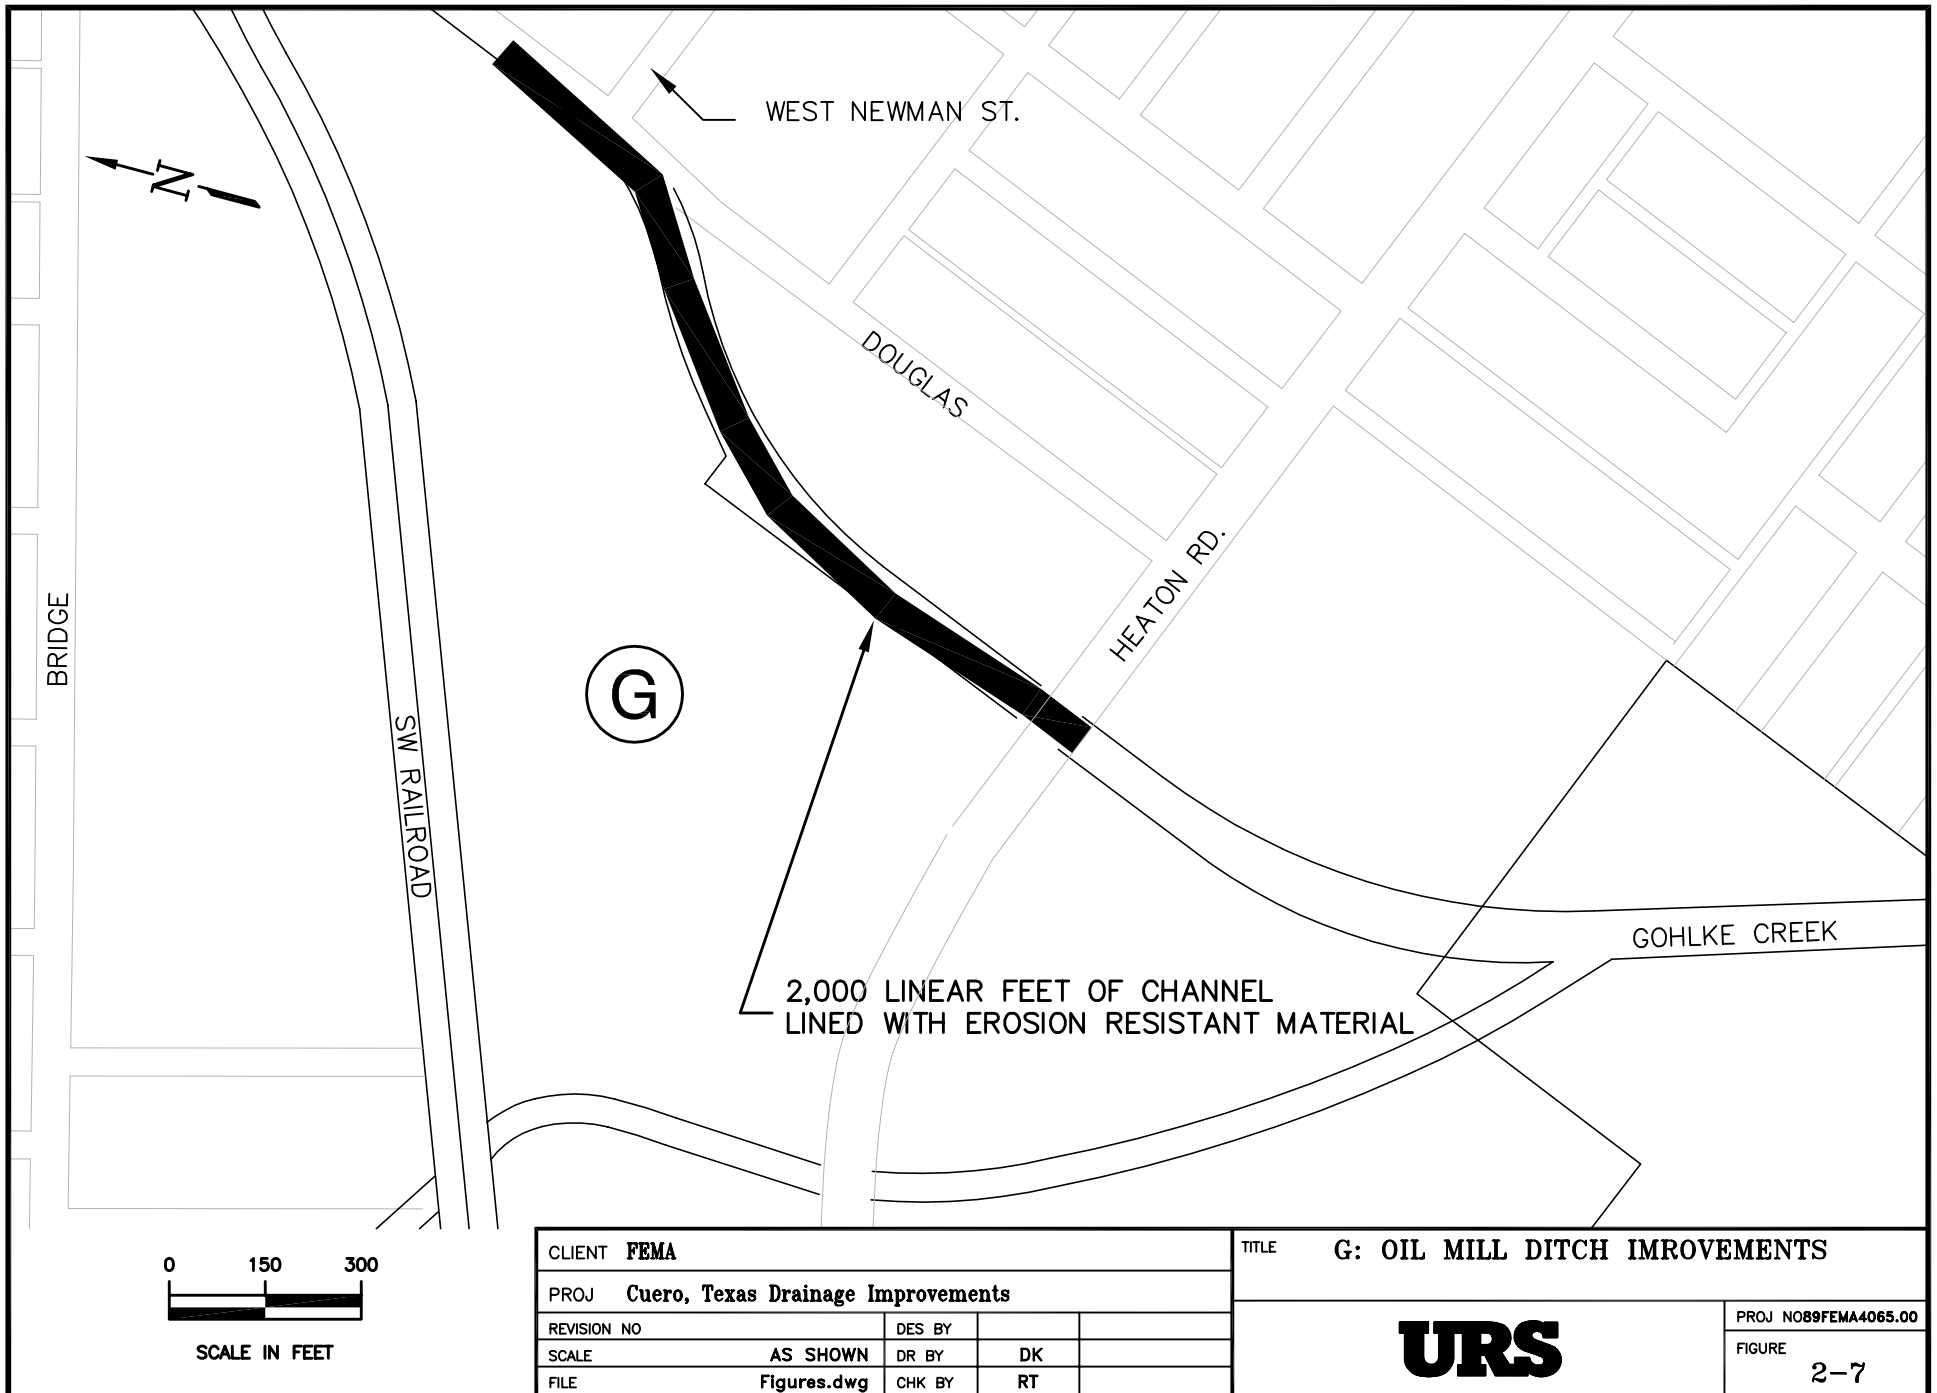 WEST NEWMAN ST.
N
DOUGLAS
HEATON RD.
BRIDGE
G
SW RAILROAD
GOHLKE CREEK
2,000 LINEAR FEET OF CHANNEL
LINED WITH EROSION RESISTANT MATERIAL
0 150 300
SCALE IN FEET
CLIENT FEMA
PROJ Cuero, Texas Drainage Improvements
REVISION NO DES BY
SCALE AS SHOWN DR BY DK
FILE Figures.dwg CHK BY RT
TITLE G: OIL MILL DITCH IMROVEMENTS
URS
PROJ NO89FEMA4065.00
FIGURE
2-7